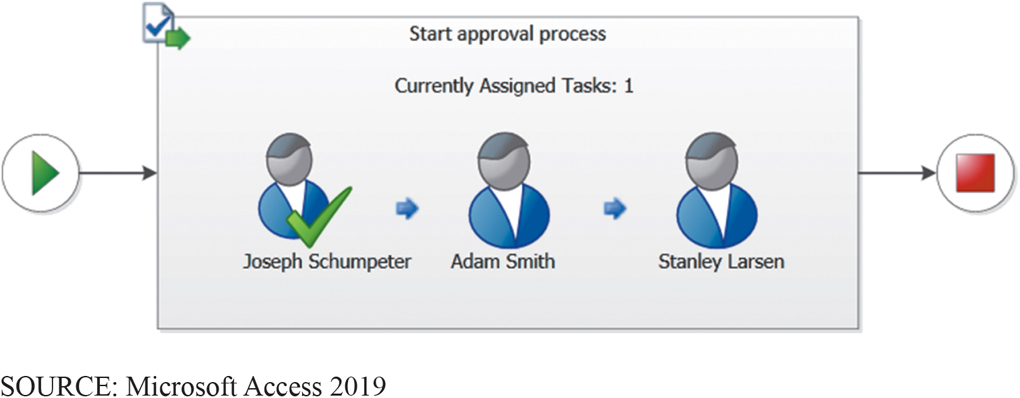 Start approval process
Currently Assigned Tasks: 1
Joseph Schumpeter
Adam Smith
Stanley Larsen
SOURCE: Microsoft Access 2019